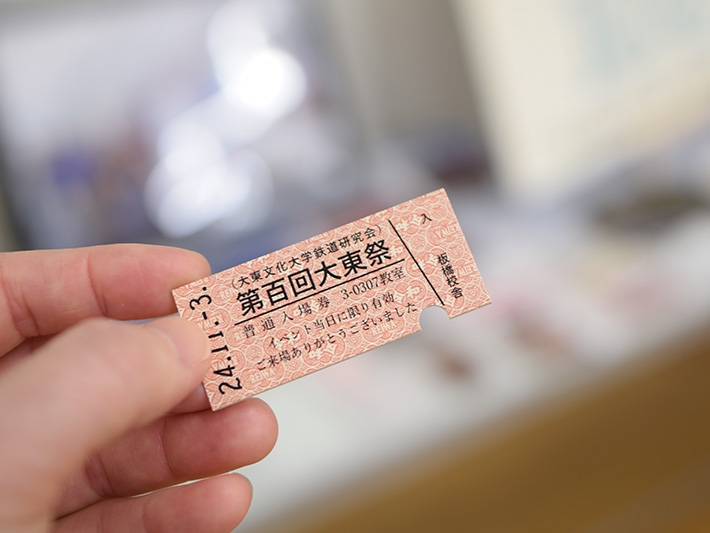 24.11.-3.
(大東文化大学鉄道研究会)
第百回大東祭
普通入場券 3-0307教室
イベント当日に限り有効
ご来場ありがとうございました
入
板橋校舎